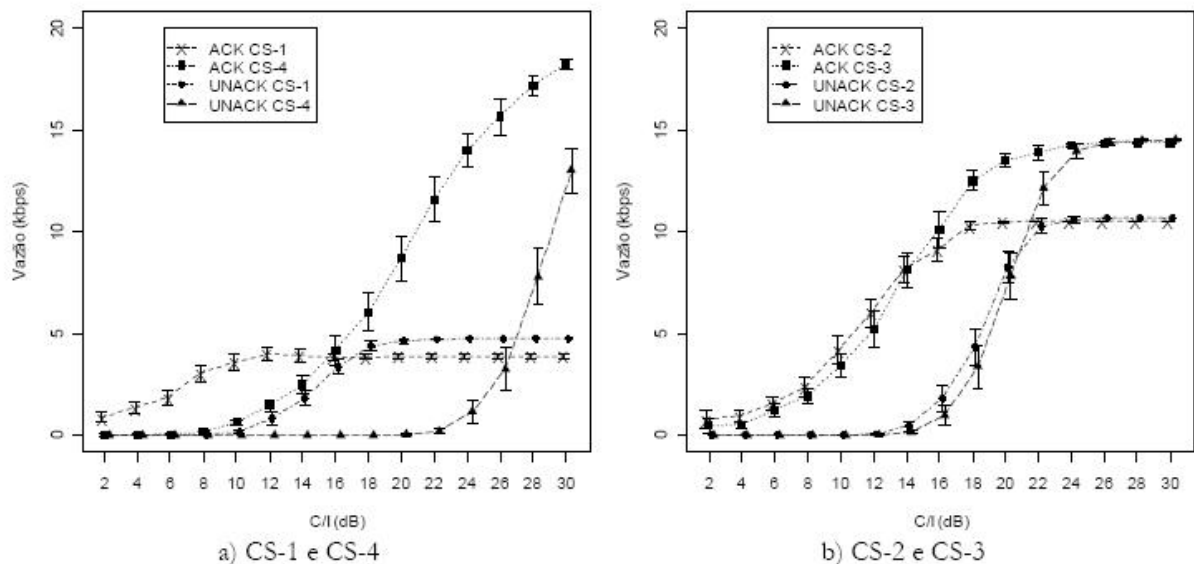 ACK CS-1
ACK CS-4
UNACK CS-1
UNACK CS-4
Vazão (kbps)
20
15
10
5
0
2 4 6 8 10 12 14 16 18 20 22 24 26 28 30
C/I (dB)
a) CS-1 e CS-4
ACK CS-2
ACK CS-3
UNACK CS-2
UNACK CS-3
Vazão (kbps)
20
15
10
5
0
2 4 6 8 10 12 14 16 18 20 22 24 26 28 30
C/I (dB)
b) CS-2 e CS-3